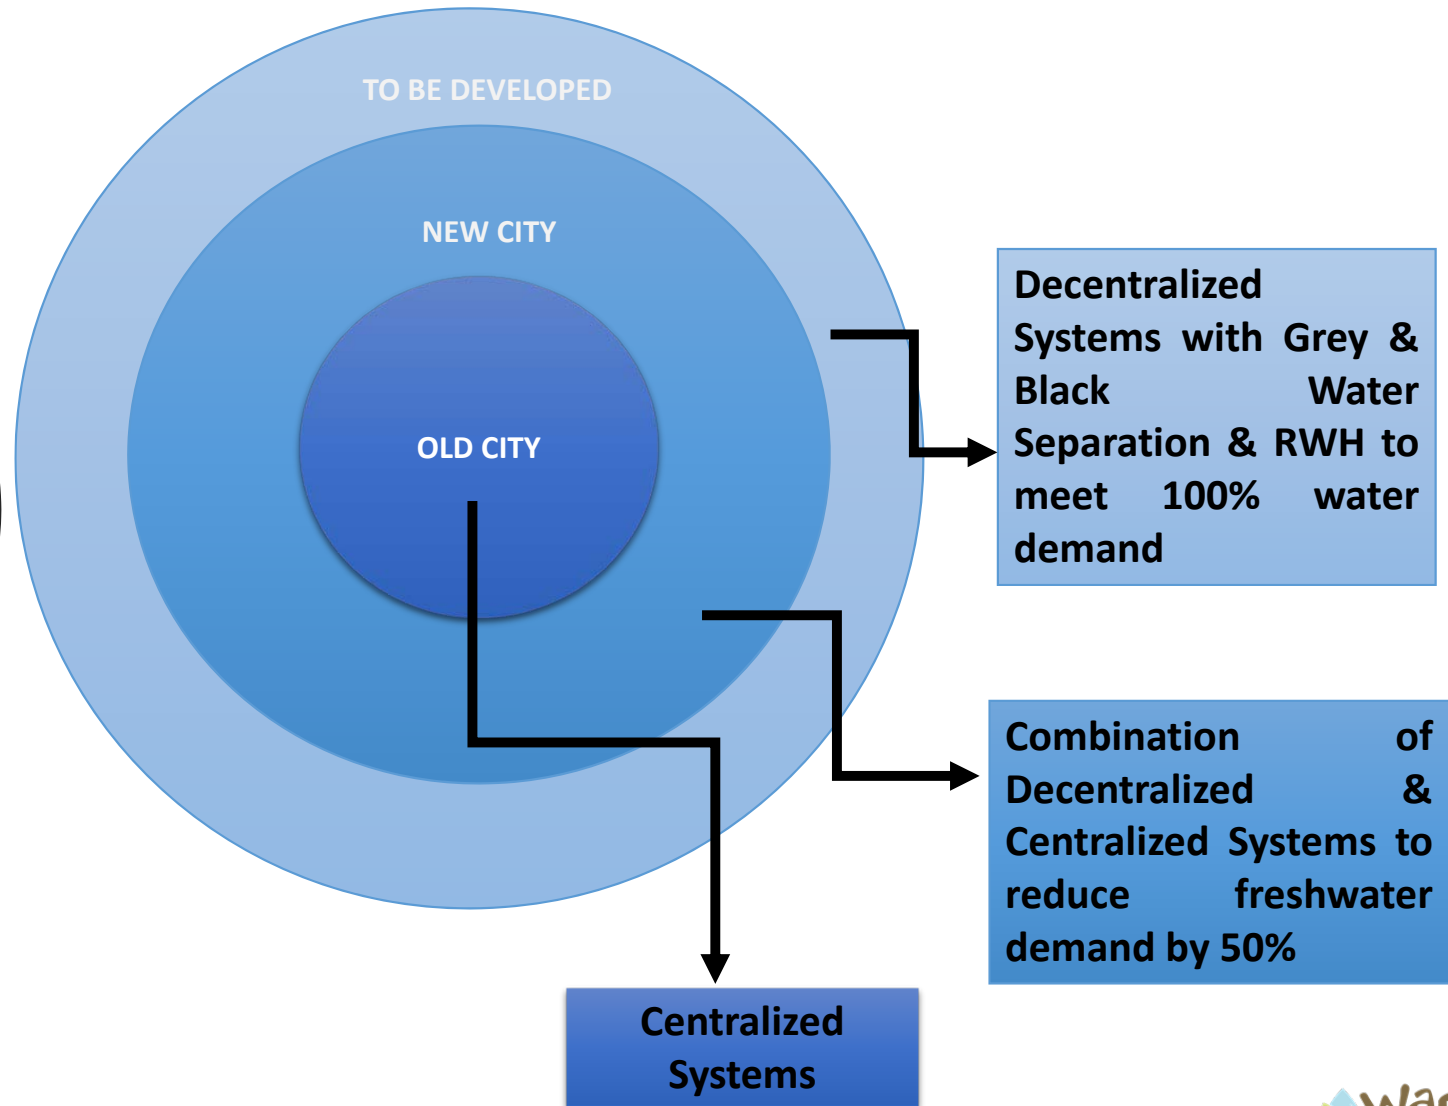 TO BE DEVELOPED
NEW CITY
OLD CITY
Decentralized
Systems with Grey &
Black Water
Separation & RWH to
meet 100% water
demand
Combination of
Decentralized &
Centralized Systems to
reduce freshwater
demand by 50%
Centralized
Systems